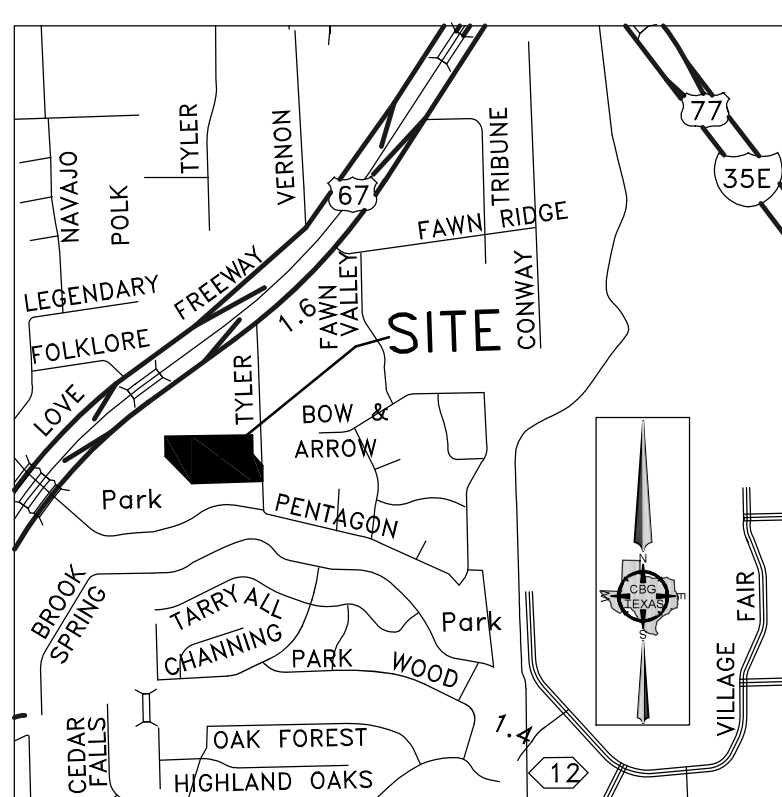 77
35E
TYLER
VERNON
TRIBUNE
NAVAJO
POLK
67
FAWN RIDGE
LEGENDARY
FREEWAY
1.6
FAWN
VALLEY
CONWAY
SITE
FOLKLORE
LOVE
TYLER
BOW &
ARROW
Park
PENTAGON
N
W
CBG
E
TEXAS
S
BROOK
SPRING
TARRYALL
CHANNING
Park
PARK WOOD
FAIR
VILLAGE
CEDAR
FALLS
OAK FOREST
1.4
HIGHLAND OAKS
12